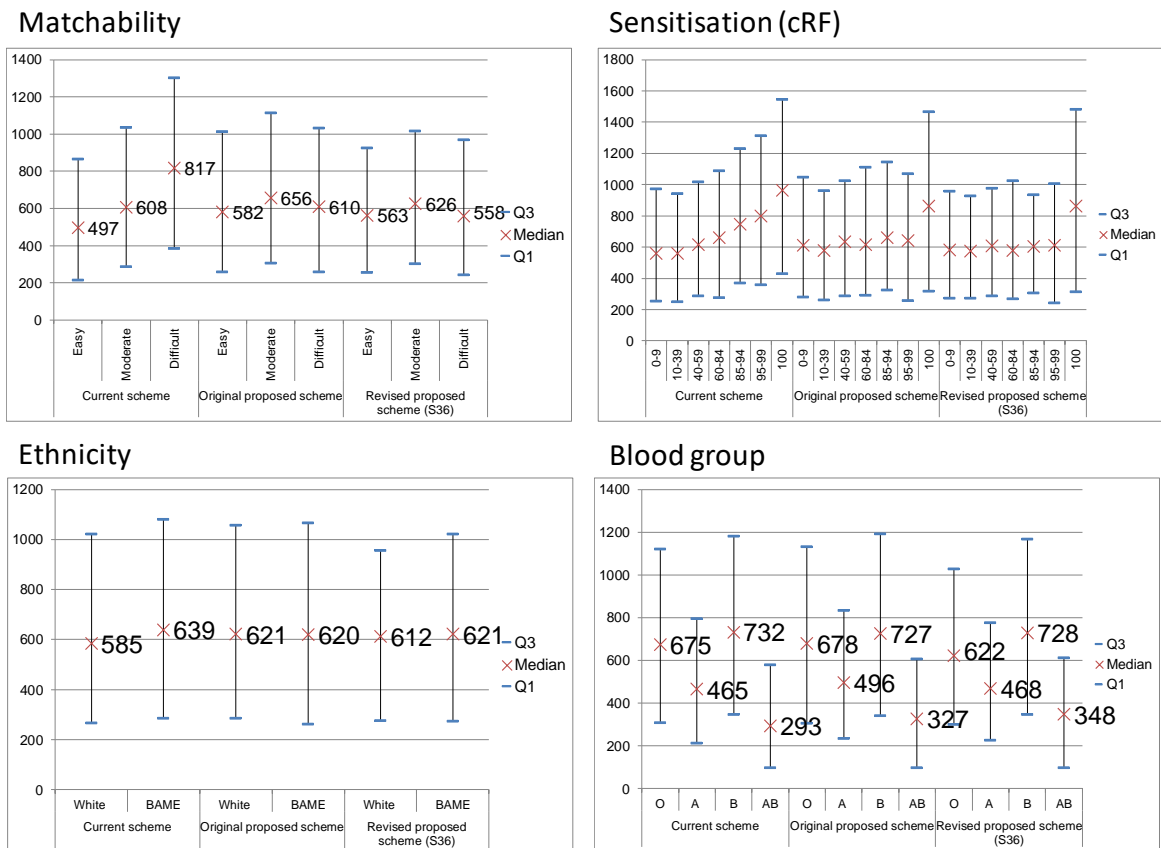 Matchability
1400
1200
1000
800
600
400
200
0
497
608
817
582
656
610
563
626
558
Q3
Median
Q1
Easy
Moderate
Difficult
Easy
Moderate
Difficult
Easy
Moderate
Difficult
Current scheme
Original proposed scheme
Revised proposed
scheme (S36)
Sensitisation (cRF)
1800
1600
1400
1200
1000
800
600
400
200
0
Q3
Median
Q1
0-9
10-39
40-59
60-84
85-94
95-99
100
0-9
10-39
40-59
60-84
85-94
95-99
100
0-9
10-39
40-59
60-84
85-94
95-99
100
Current scheme
Original proposed scheme
Revised proposed scheme
(S36)
Ethnicity
1200
1000
800
600
400
200
0
585
639
621
620
612
621
Q3
Median
Q1
White
BAME
White
BAME
White
BAME
Current scheme
Original proposed scheme
Revised proposed
scheme (S36)
Blood group
1400
1200
1000
800
600
400
200
0
675
465
732
293
678
496
727
327
622
468
728
348
Q3
Median
Q1
O
A
B
AB
O
A
B
AB
O
A
B
AB
Current scheme
Original proposed scheme
Revised proposed scheme
(S36)